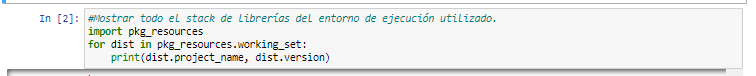 In [2]: #Mostrar todo el stack de librerías del entorno de ejecución utilizado.
import pkg_resources
for dist in pkg_resources.working_set:
    print(dist.project_name, dist.version)